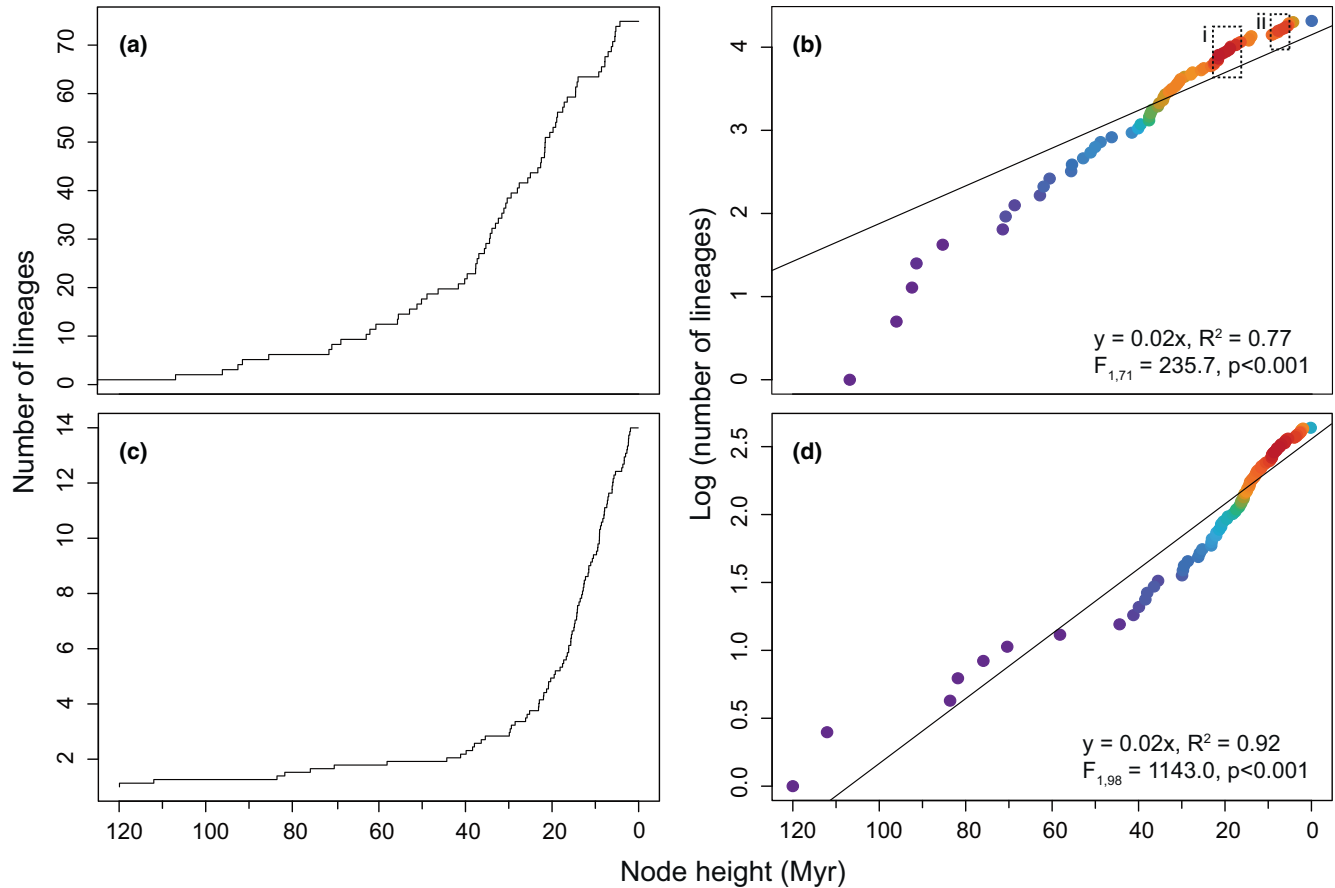 (a)
70
60
50
40
30
20
10
0
Number of lineages
(b)
i
ii
4
3
2
1
0
Log (number of lineages)
y = 0.02x, R² = 0.77
F1,71 = 235.7, p<0.001
(c)
14
12
10
8
6
4
2
120 100 80 60 40 20 0
(d)
2.5
2.0
1.5
1.0
0.5
0.0
y = 0.02x, R² = 0.92
F1,98 = 1143.0, p<0.001
120 100 80 60 40 20 0
Node height (Myr)